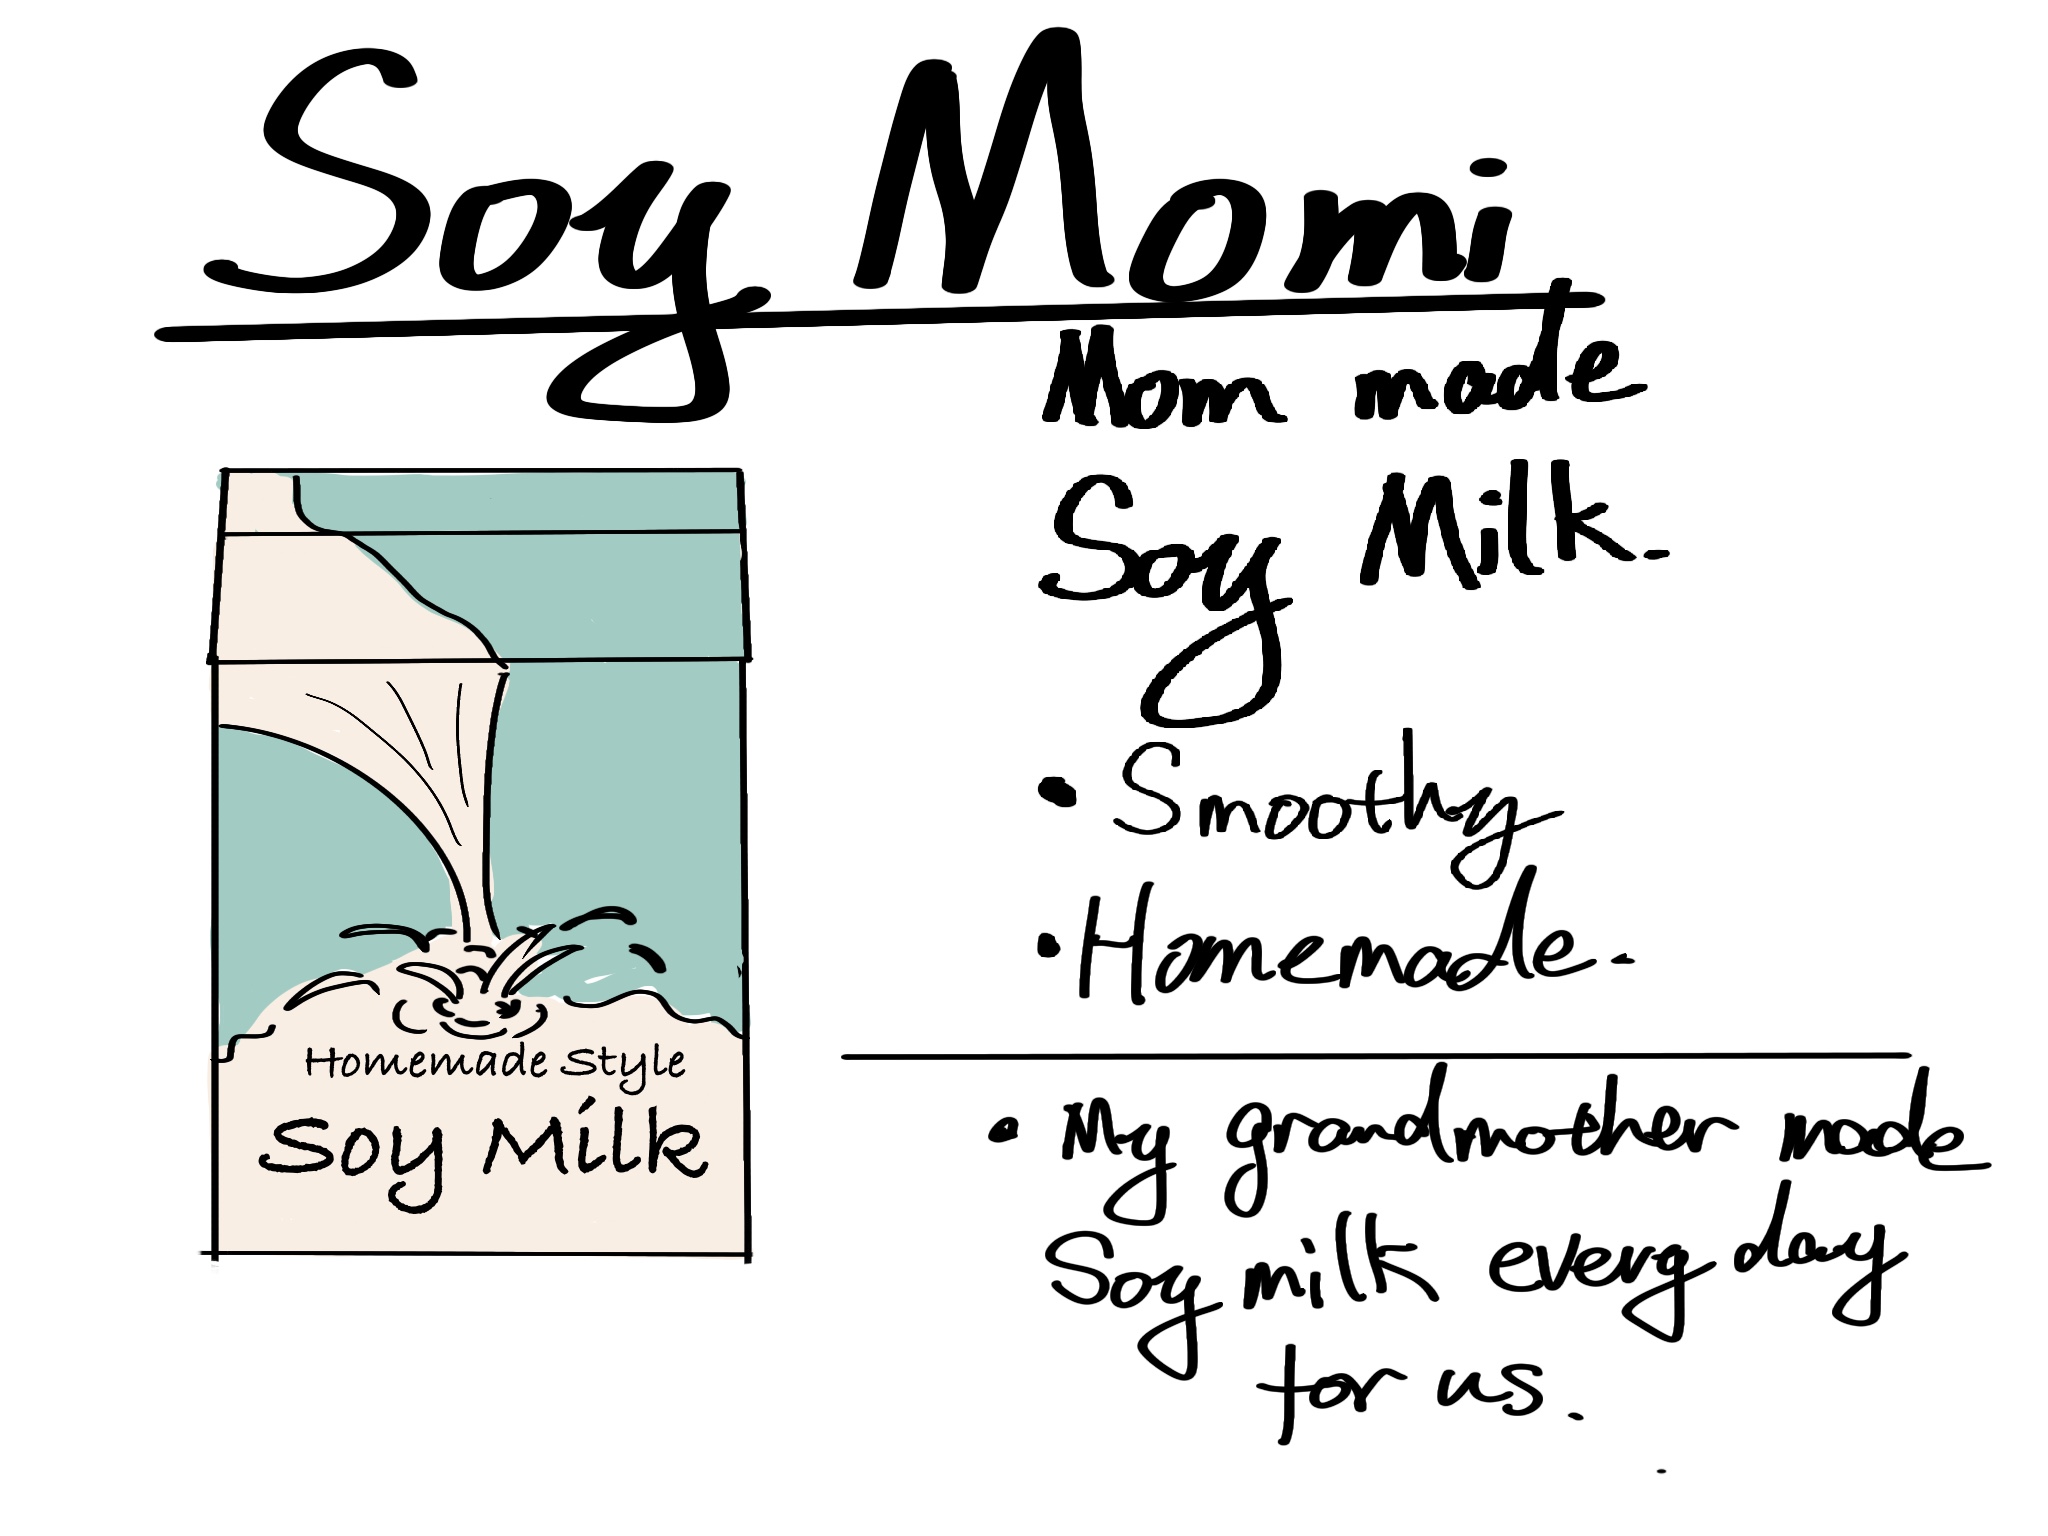 Soy Momi
Mom made
Soy Milk.
• Smoothy
• Homemade.
Homemade Style
Soy Milk
• My grandmother made
Soy milk every day
for us.